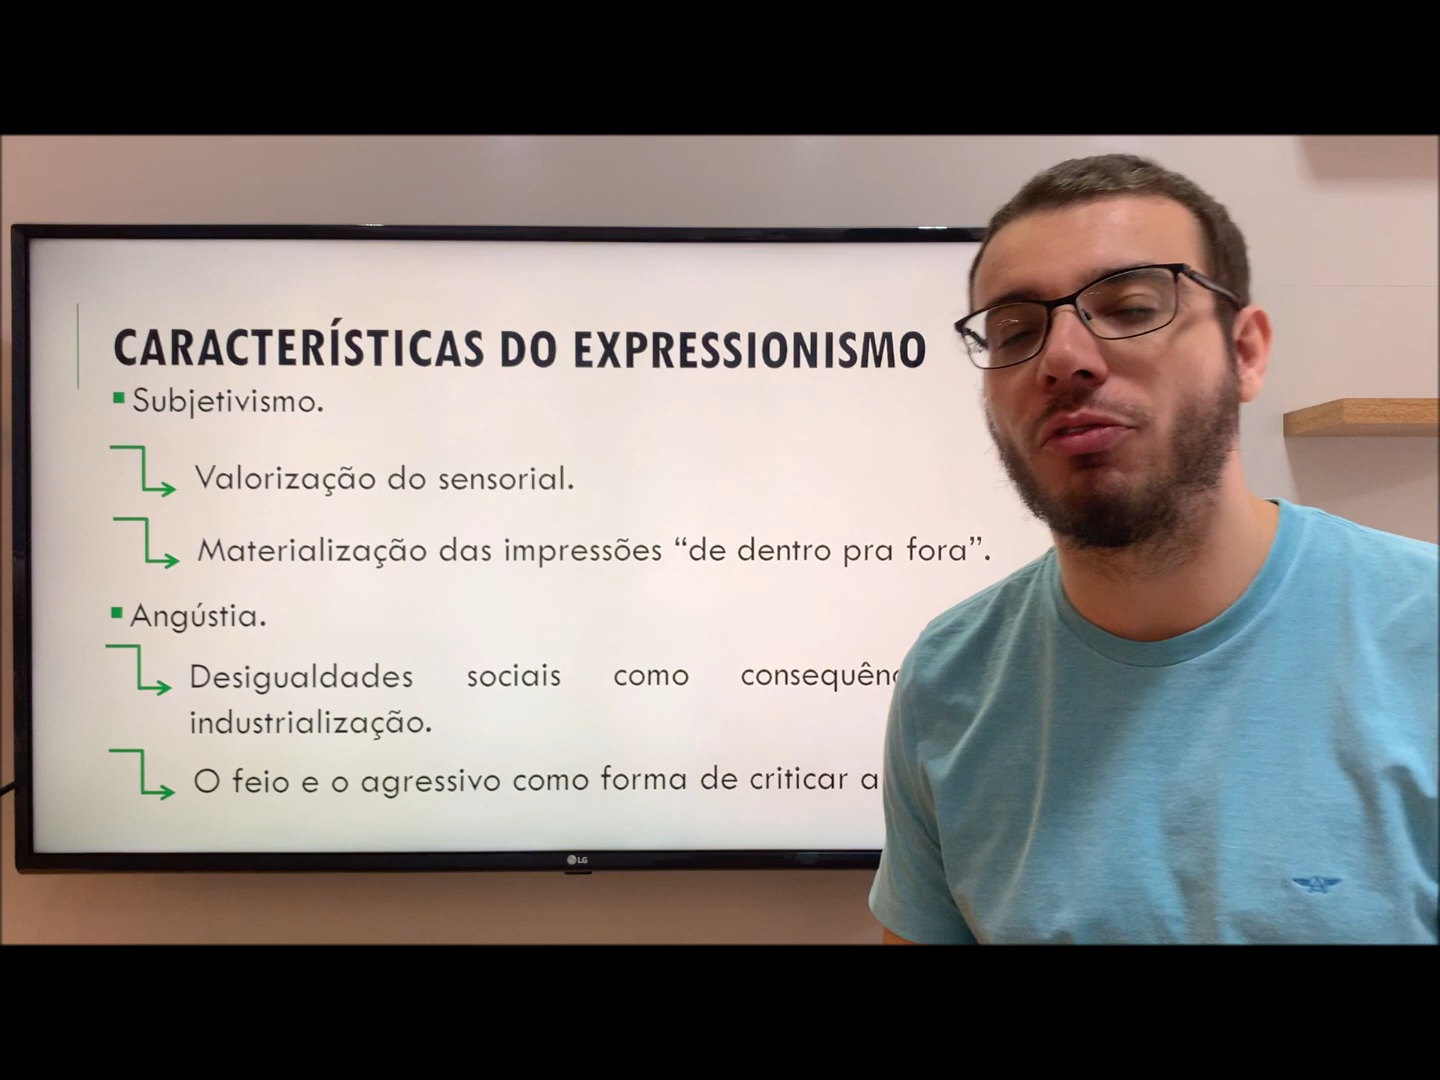 CARACTERÍSTICAS DO EXPRESSIONISMO
Subjetivismo.
Valorização do sensorial.
Materialização das impressões “de dentro pra fora”.
Angústia.
Desigualdades sociais como
industrialização.
O feio e o agressivo como forma de criticar a
LG